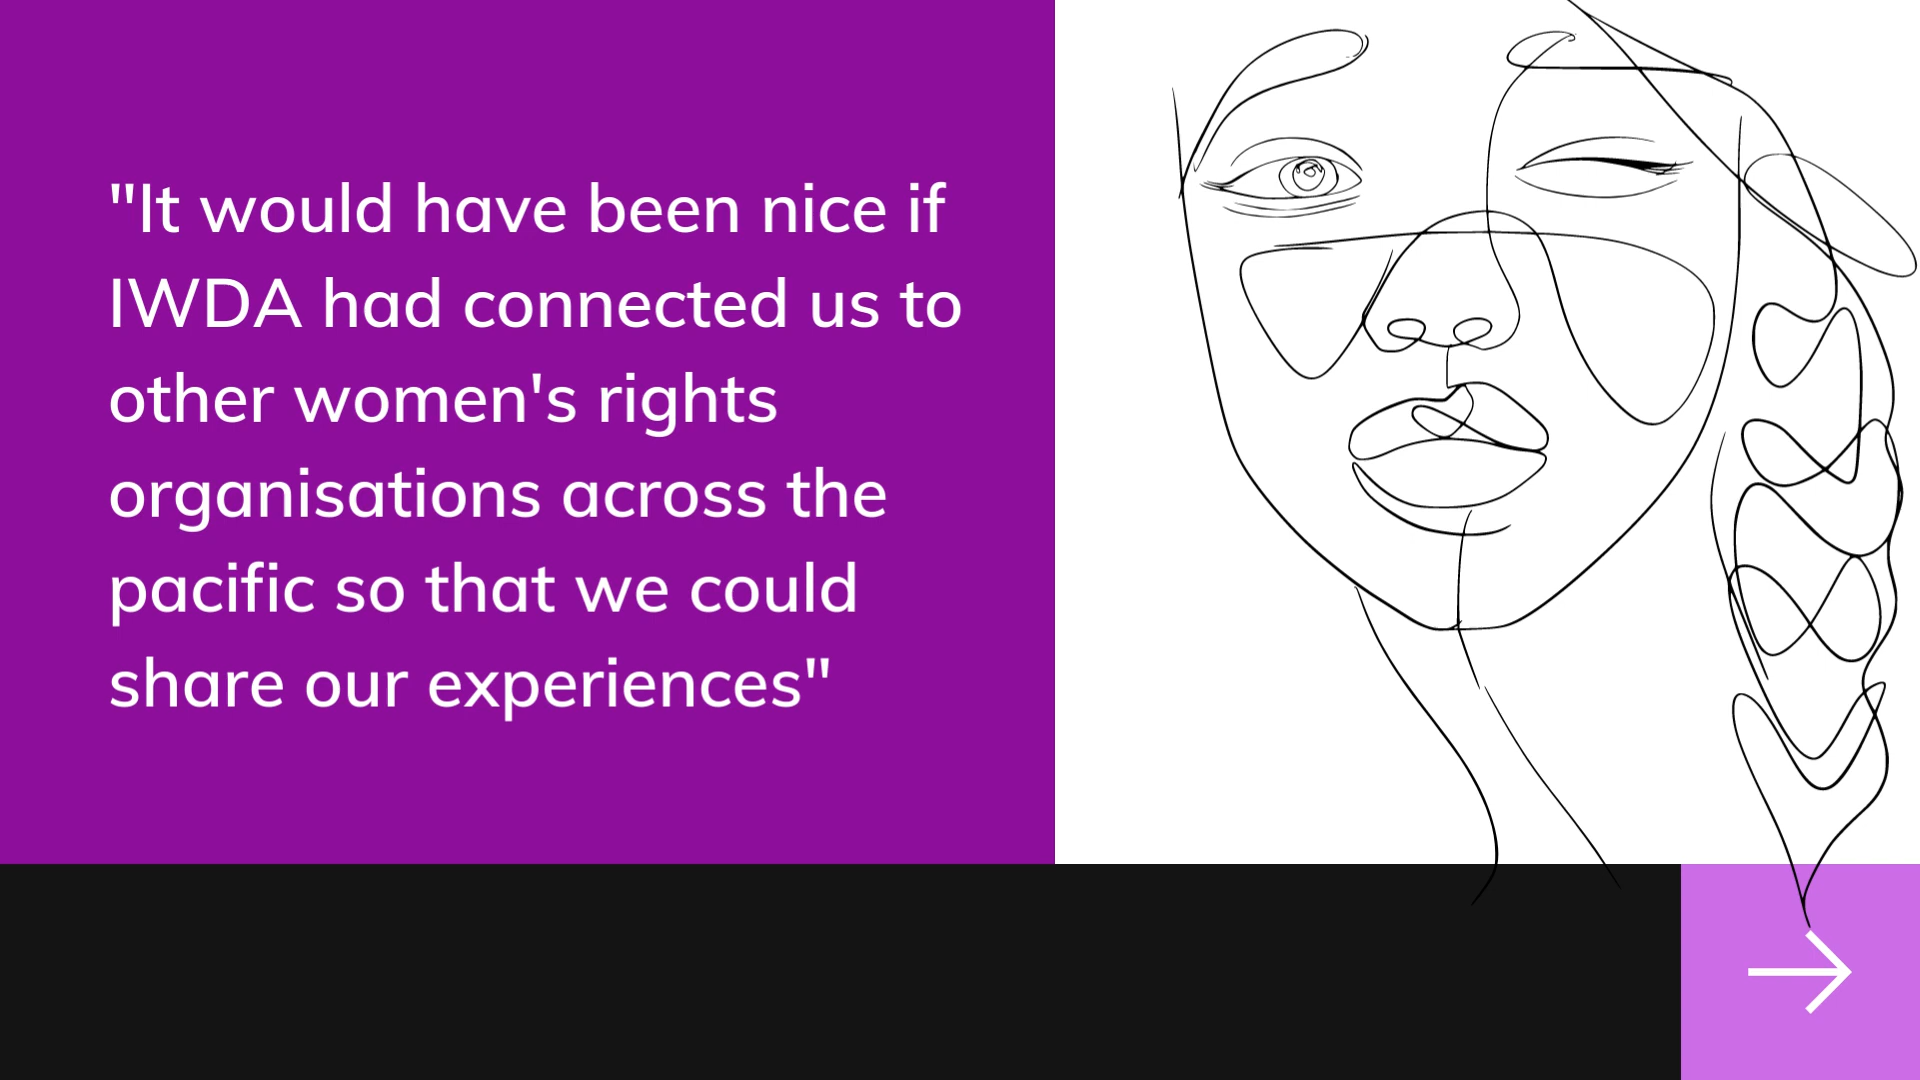 "It would have been nice if
IWDA had connected us to
other women's rights
organisations across the
pacific so that we could
share our experiences"